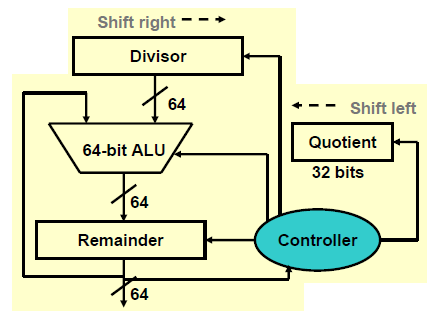 Shift right
Divisor
64
Shift left
64-bit ALU
Quotient
32 bits
64
Remainder
Controller
64